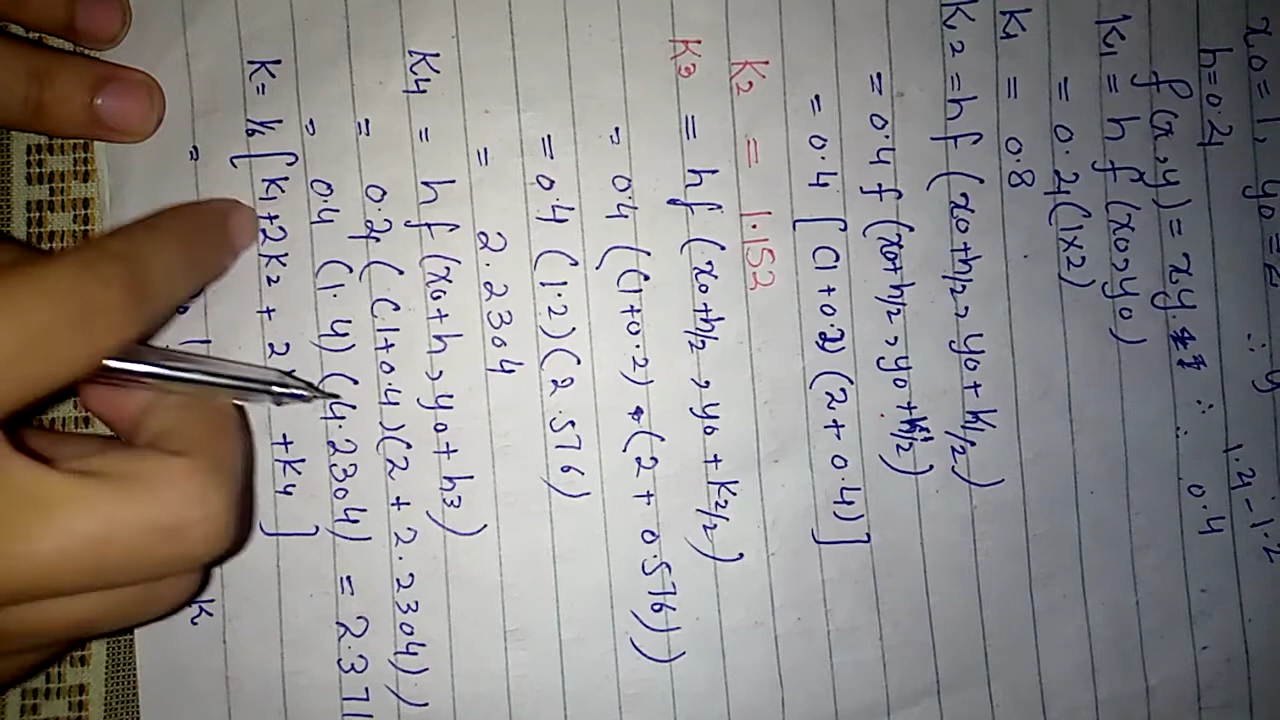 x0 = 1, y0 = 2 ∴ y
h = 0.4 1.4 - 1.2
f(x,y) = xy ∴ 0.4
K1 = h f(x0,y0)
= 0.4(1x2)
K1 = 0.8
K2 = hf(x0+h/2, y0+K1/2)
= 0.4 f(x0+h/2, y0+K1/2)
= 0.4 [(1+0.2)(2+0.4)]
K2 = 1.152
K3 = hf(x0+h/2, y0+K2/2)
= 0.4 ((1+0.2)(2+0.576))
= 0.4 (1.2)(2.576)
= 2.2304
K4 = hf(x0+h, y0+h3)
= 0.4((1+0.4)(2+2.2304))
= 0.4 (1.4)(4.2304) = 2.371
K = 1/6 [K1+2K2+2 +K4]
= K